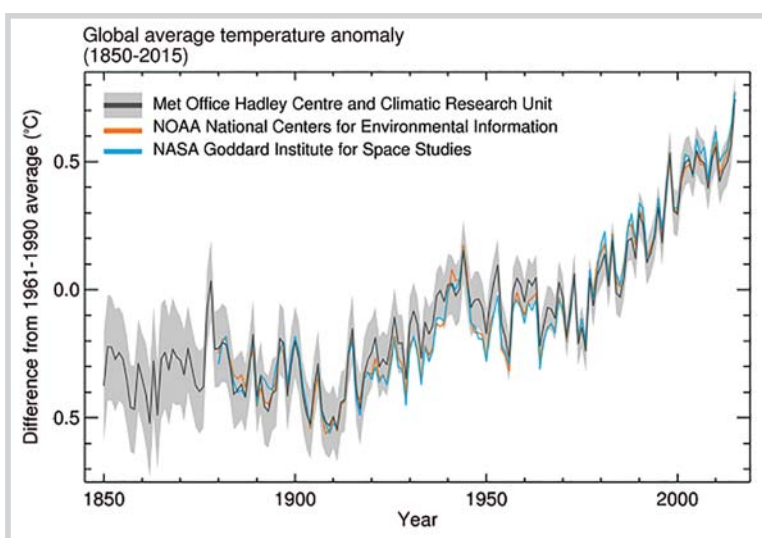 Global average temperature anomaly
(1850-2015)
Met Office Hadley Centre and Climatic Research Unit
NOAA National Centers for Environmental Information
NASA Goddard Institute for Space Studies
Difference from 1961-1990 average (°C)
0.5
0.0
0.5
1850
1900
1950
2000
Year